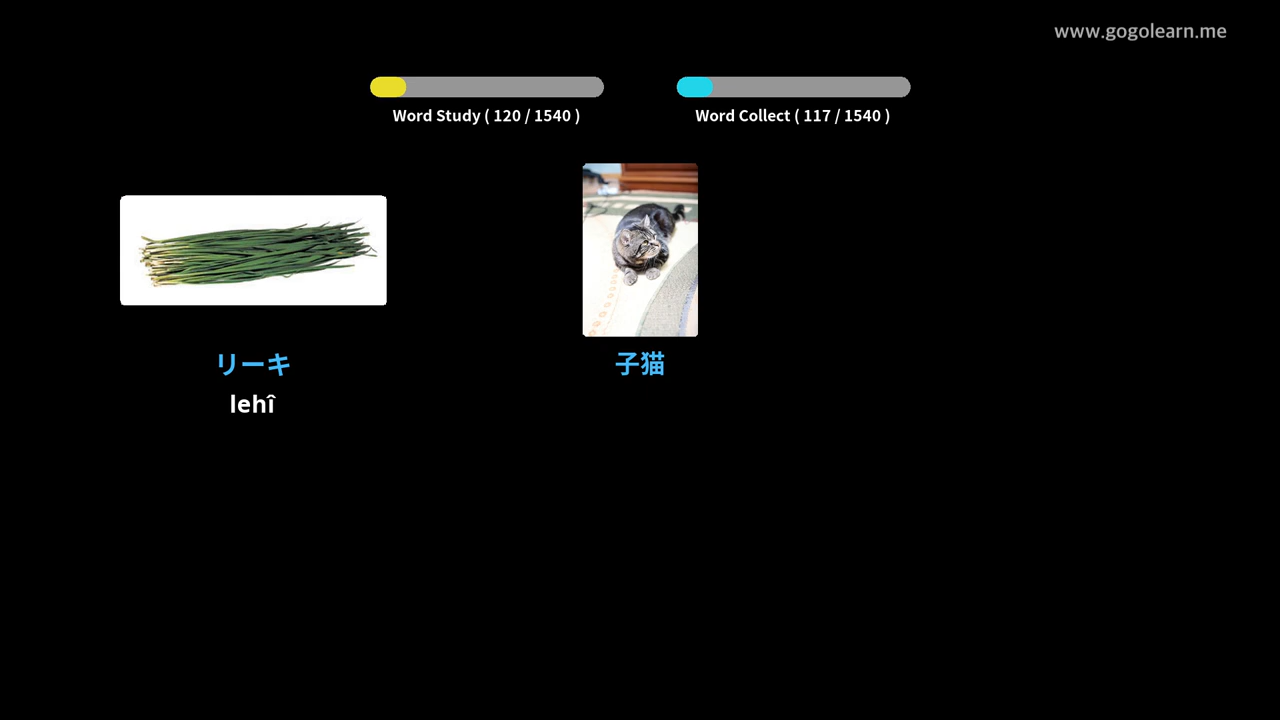 www.gogolearn.me
Word Study ( 120 / 1540 )
Word Collect ( 117 / 1540 )
リーキ
子猫
lehî